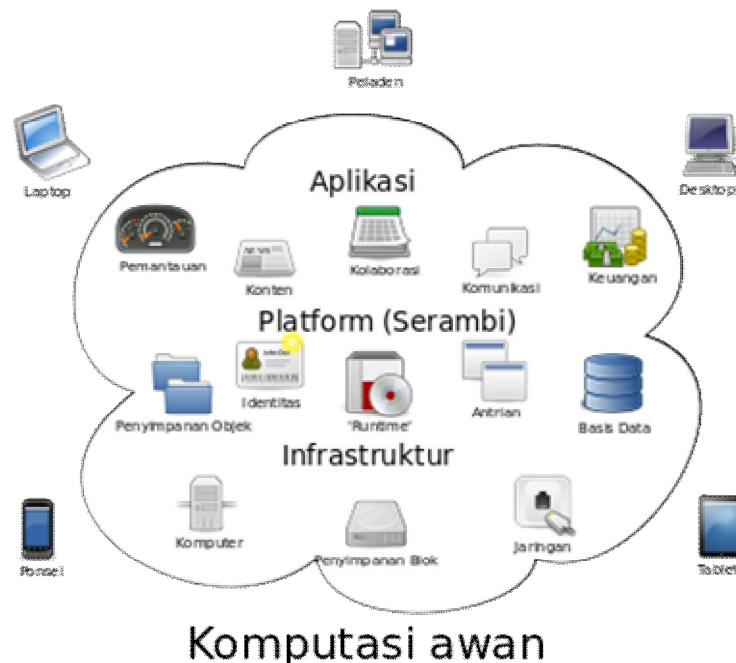 Peladen
Laptop
Desktop
Aplikasi
Pemantauan
NEWS
Konten
Kolaborasi
Komunikasi
Keuangan
Platform (Serambi)
Penyimpanan Objek
Identitas
'Runtime'
Antrian
Basis Data
Infrastruktur
Komputer
Penyimpanan Blok
Jaringan
Ponsel
Tablet
Komputasi awan